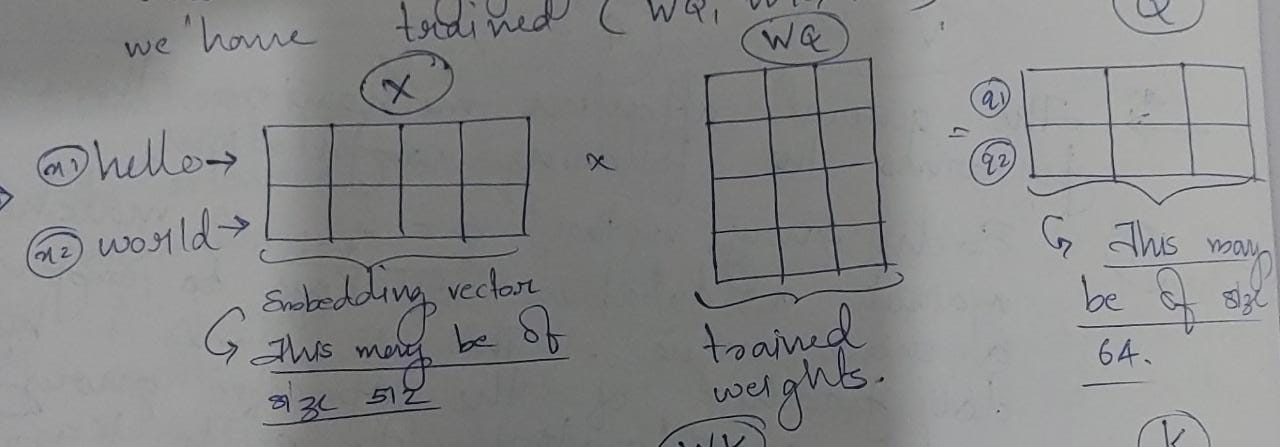 we have trained ( WQ,
WQ
Q
X
x1 hello →
x2 world →
x
=
q1
q2
Embedding vector
This may be of
size 512
trained
weights.
This may
be of size
64.
WK
K